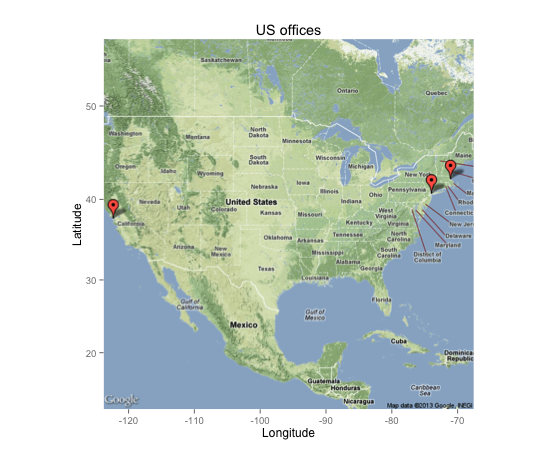 US offices
Saskatchewan
Ontario
Quebec
Washington
Montana
North
Dakota
Minnesota
Maine
Oregon
Idaho
Wyoming
South
Dakota
Wisconsin
Michigan
New York
Nebraska
Iowa
Illinois
Indiana
Ohio
Pennsylvania
Rhod
Nevada
Utah
Colorado
United States
Kansas
Missouri
West
Virginia
Kentucky
Virginia
Connectic
New Jers
California
Arizona
New
Mexico
Oklahoma
Arkansas
Tennessee
North
Carolina
Delaware
Maryland
Mississippi
Alabama
South
Carolina
Georgia
District of
Columbia
Texas
Louisiana
Florida
Gulf of
California
Gulf of
Mexico
Mexico
Cuba
Dominican
Republic
Guatemala
Honduras
Nicaragua
Caribbean
Sea
Google
Map data ©2013 Google, INEGI
50
40
30
20
Latitude
-120
-110
-100
-90
-80
-70
Longitude